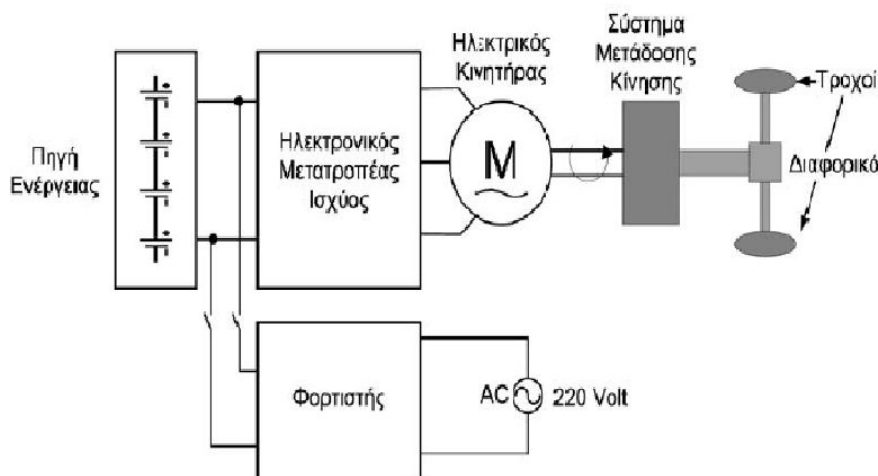 Πηγή
Ενέργειας
Ηλεκτρονικός
Μετατροπέας
Ισχύος
Ηλεκτρικός
Κινητήρας
M
Σύστημα
Μετάδοσης
Κίνησης
Τροχοί
Διαφορικό
Φορτιστής
AC 220 Volt